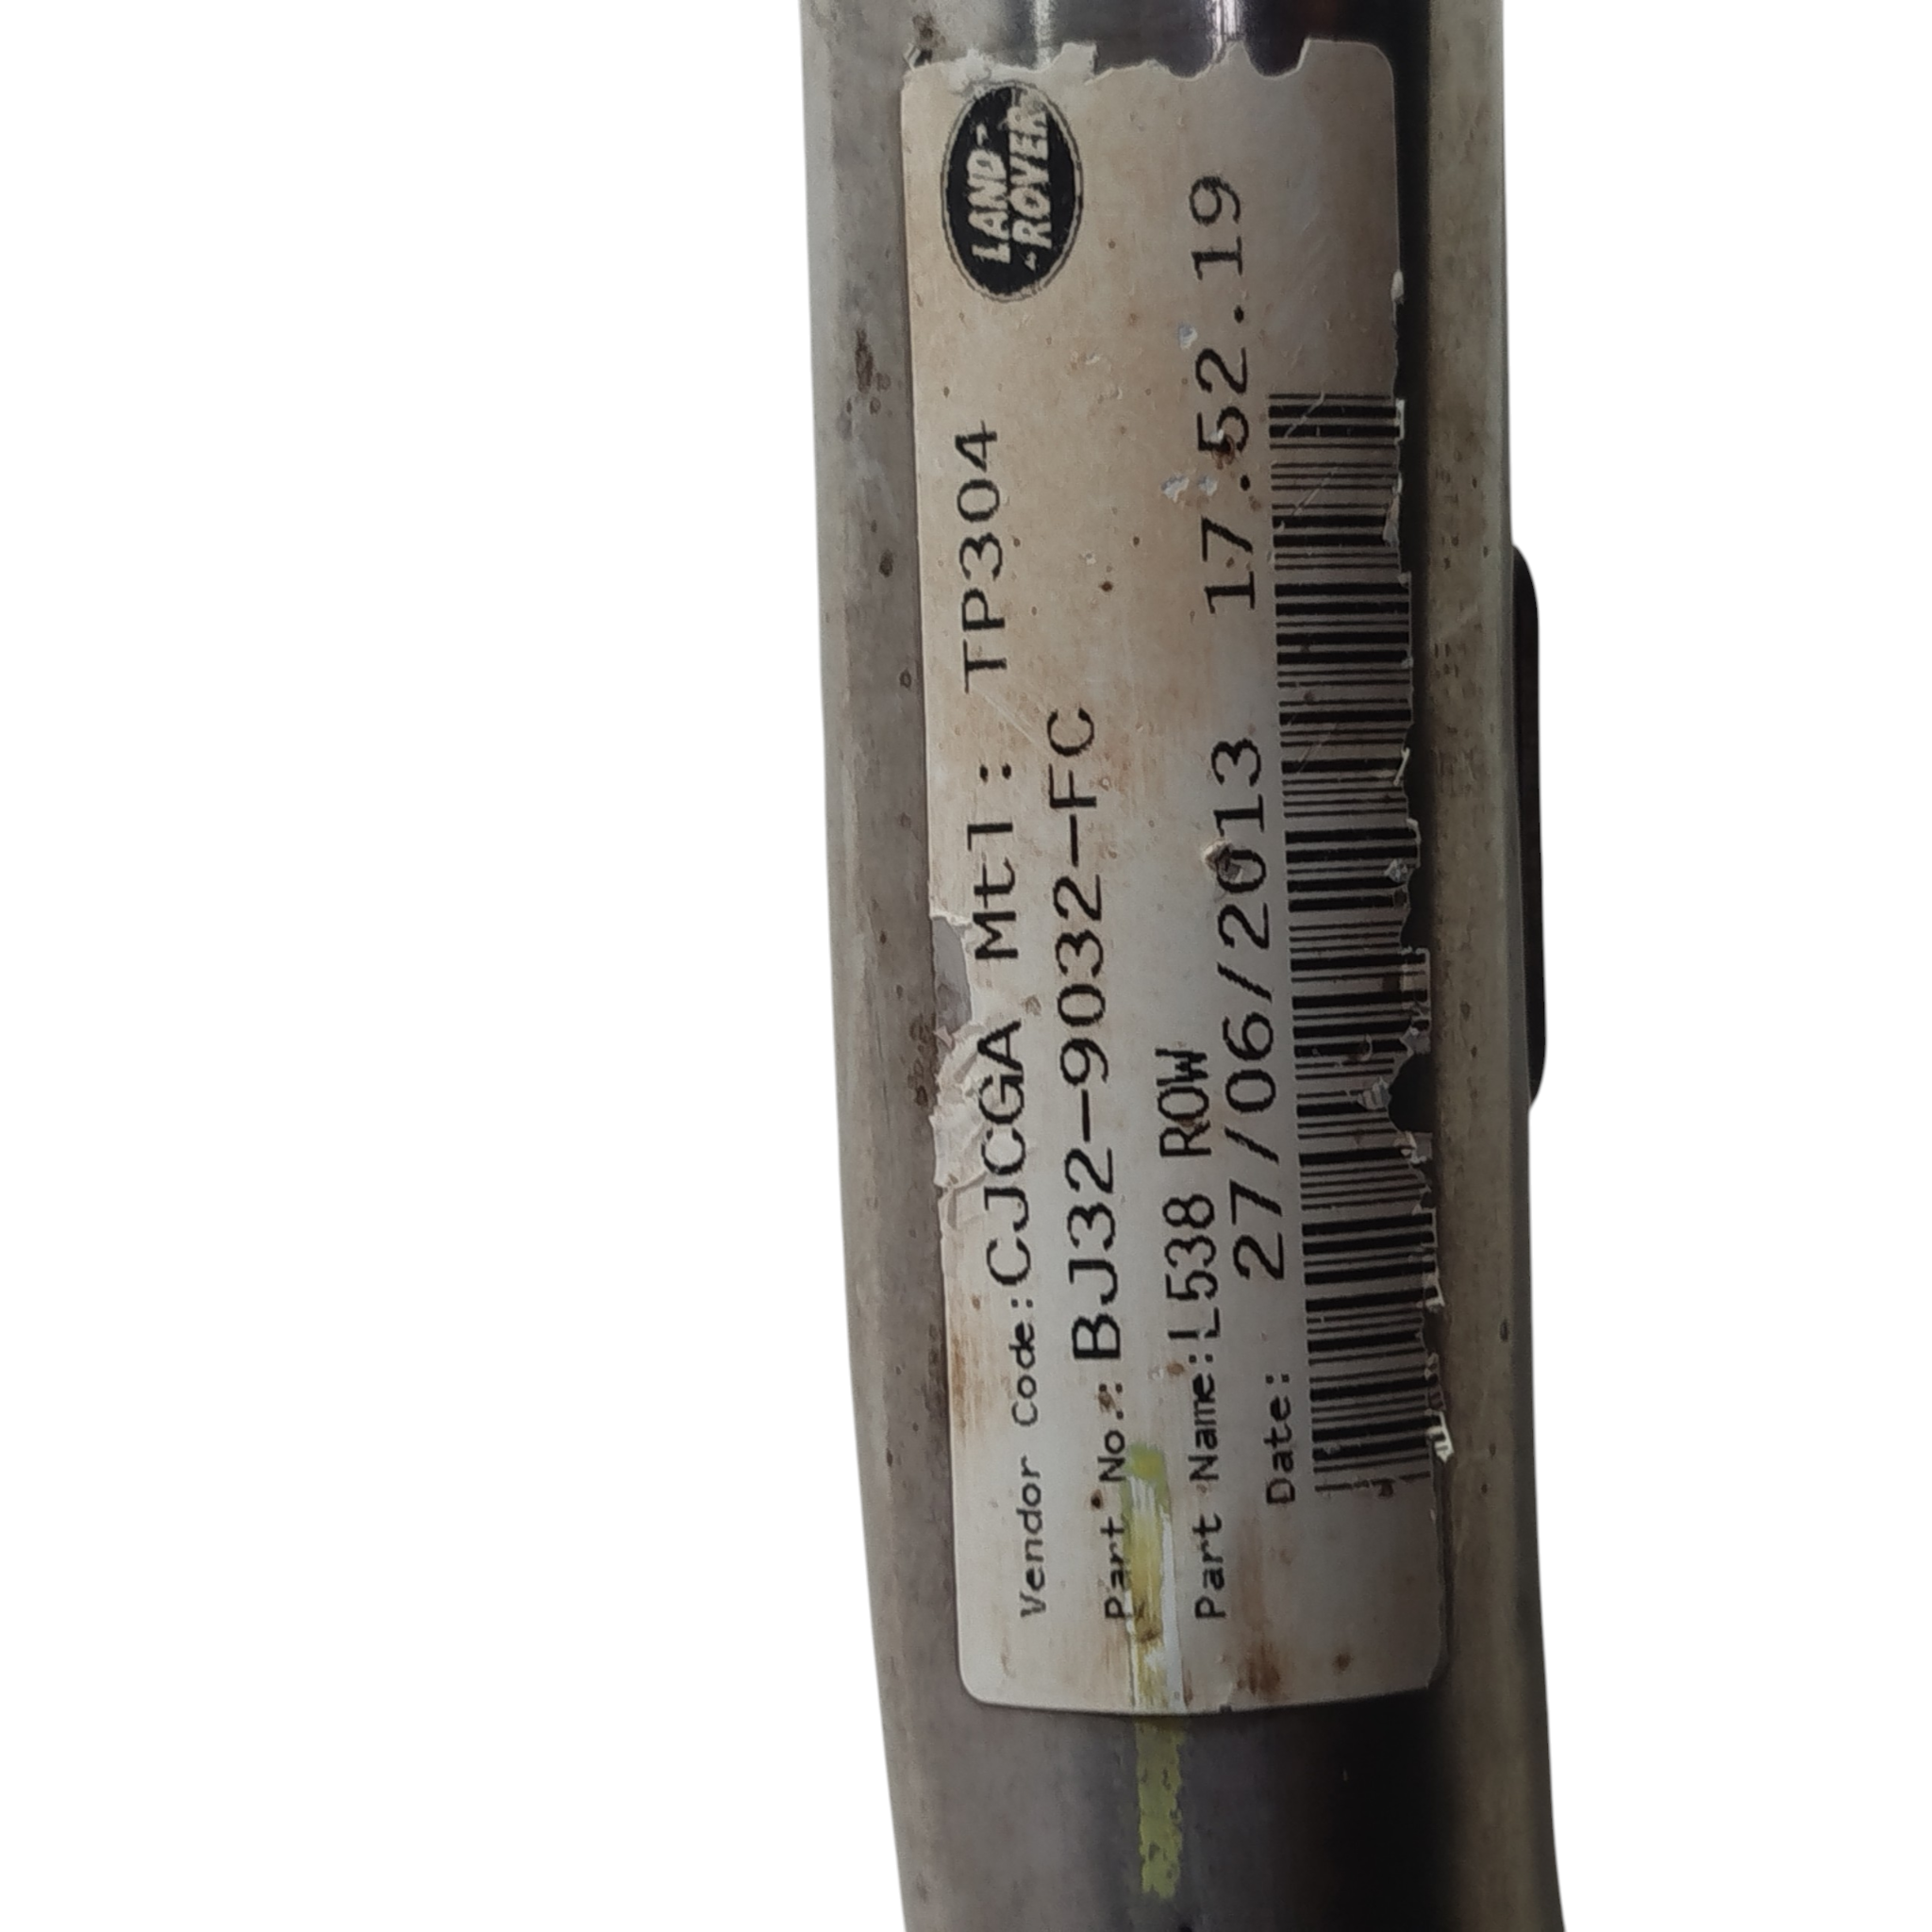 LAND
ROVER
Vendor Code:CJCGA Mtl: TP304
Part No.: BJ32-9032-FC
Part Name:L538 ROW
Date: 27/06/2013 17.52.19